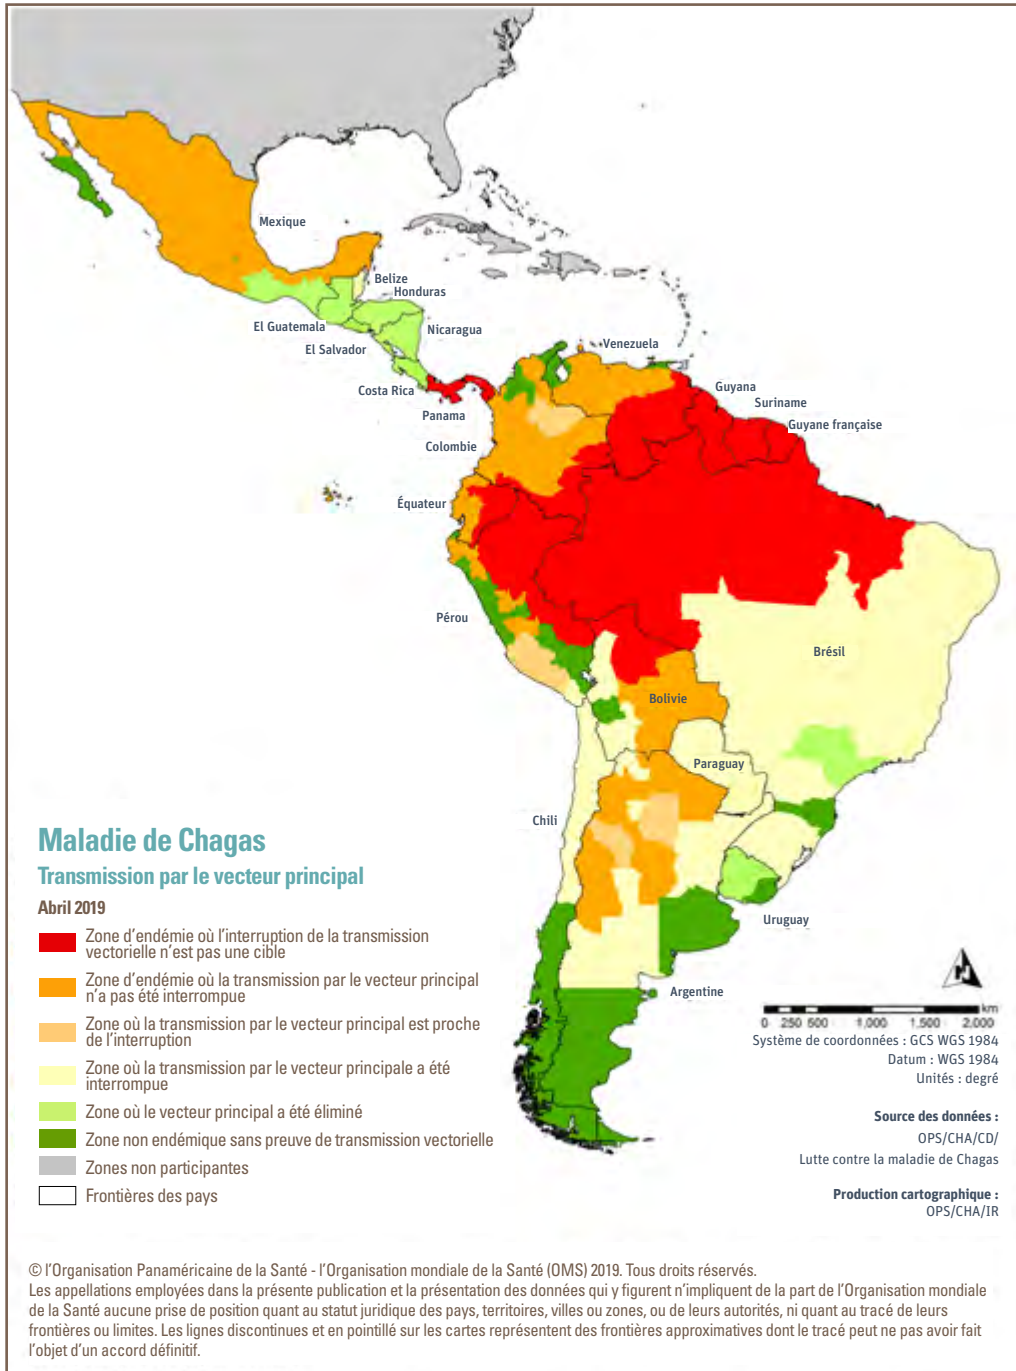 Mexique
Cuba
Belize
Honduras
El Guatemala
Nicaragua
El Salvador
Venezuela
Costa Rica
Guyana
Suriname
Panama
Guyane française
Colombie
Équateur
Pérou
Brésil
Bolivie
Paraguay
Chili
Uruguay
Argentine
Maladie de Chagas
Transmission par le vecteur principal
Abril 2019
Zone d'endémie où l'interruption de la transmission
vectorielle n'est pas une cible
Zone d'endémie où la transmission par le vecteur principal
n'a pas été interrompue
Zone où la transmission par le vecteur principal est proche
de l'interruption
Zone où la transmission par le vecteur principale a été
interrompue
Zone où le vecteur principal a été éliminé
Zone non endémique sans preuve de transmission vectorielle
Zones non participantes
Frontières des pays
N
km
0 250 500 1,000 1,500 2,000
Système de coordonnées : GCS WGS 1984
Datum : WGS 1984
Unités : degré
Source des données :
OPS/CHA/CD/
Lutte contre la maladie de Chagas
Production cartographique :
OPS/CHA/IR
© l'Organisation Panaméricaine de la Santé - l'Organisation mondiale de la Santé (OMS) 2019. Tous droits réservés.
Les appellations employées dans la présente publication et la présentation des données qui y figurent n'impliquent de la part de l'Organisation mondiale
de la Santé aucune prise de position quant au statut juridique des pays, territoires, villes ou zones, ou de leurs autorités, ni quant au tracé de leurs
frontières ou limites. Les lignes discontinues et en pointillé sur les cartes représentent des frontières approximatives dont le tracé peut ne pas avoir fait
l'objet d'un accord définitif.